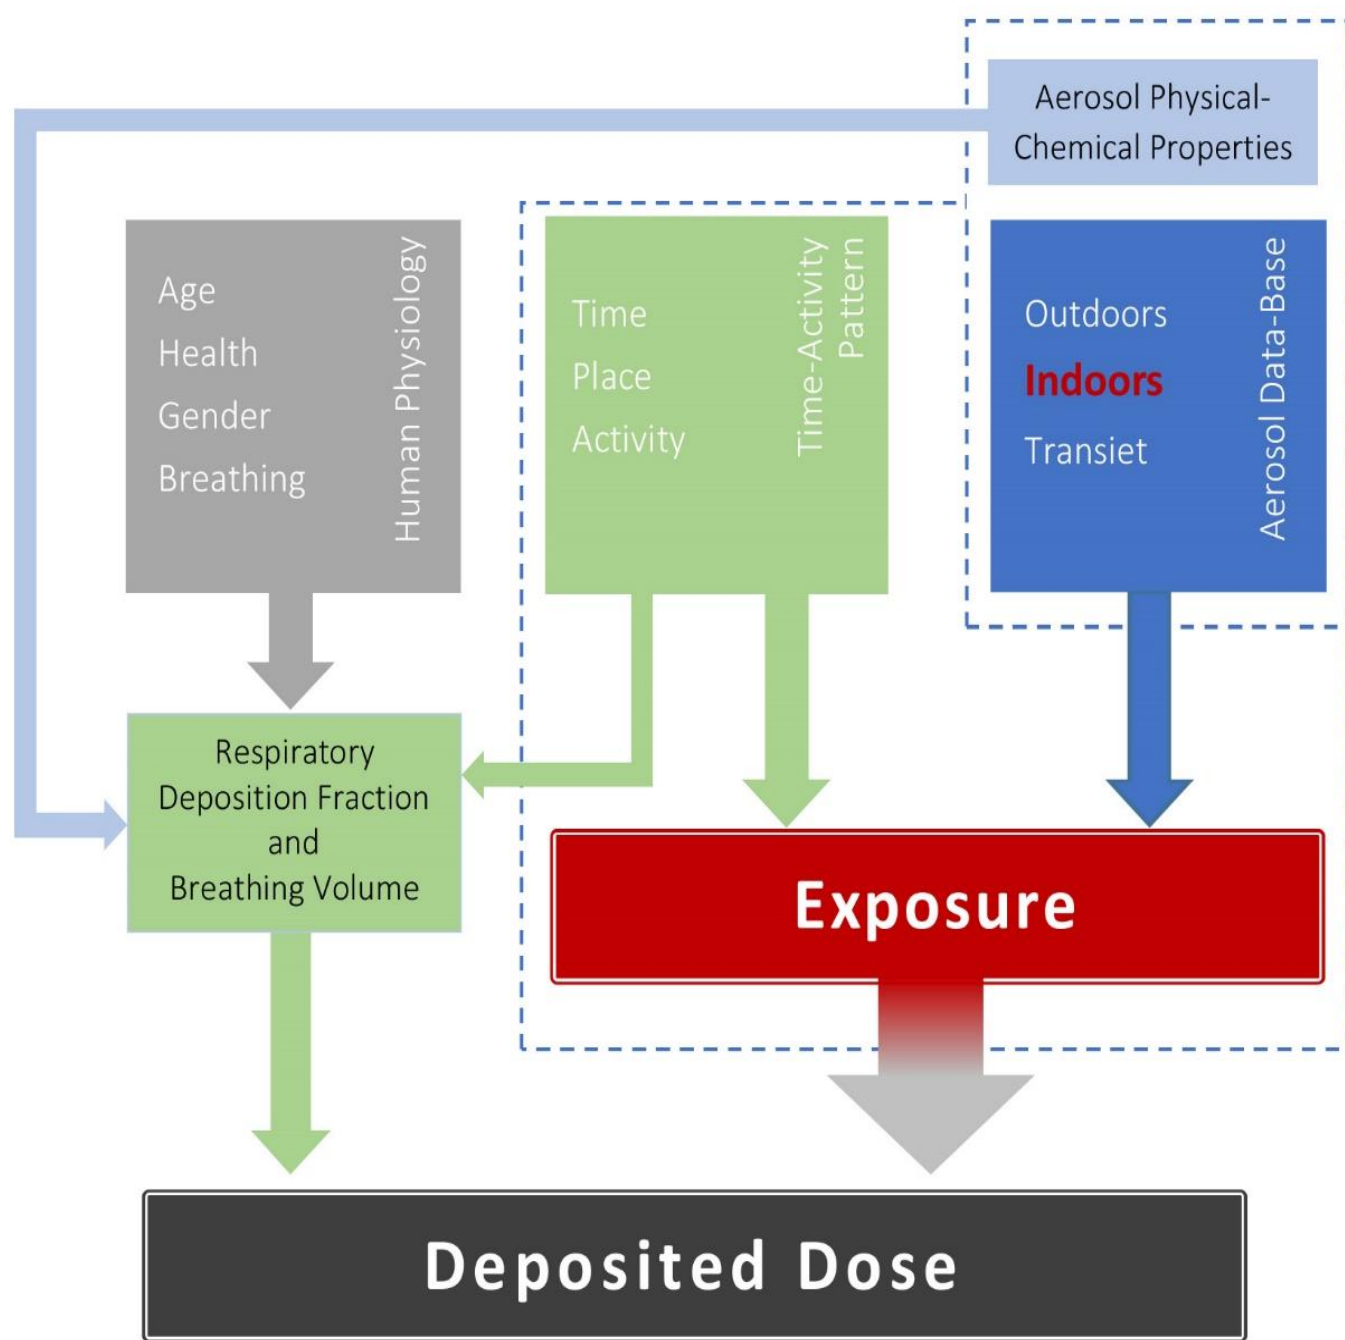 Aerosol Physical-
Chemical Properties
Age
Health
Gender
Breathing
Human Physiology
Time
Place
Activity
Time-Activity
Pattern
Outdoors
Indoors
Transiet
Aerosol Data-Base
Respiratory
Deposition Fraction
and
Breathing Volume
Exposure
Deposited Dose